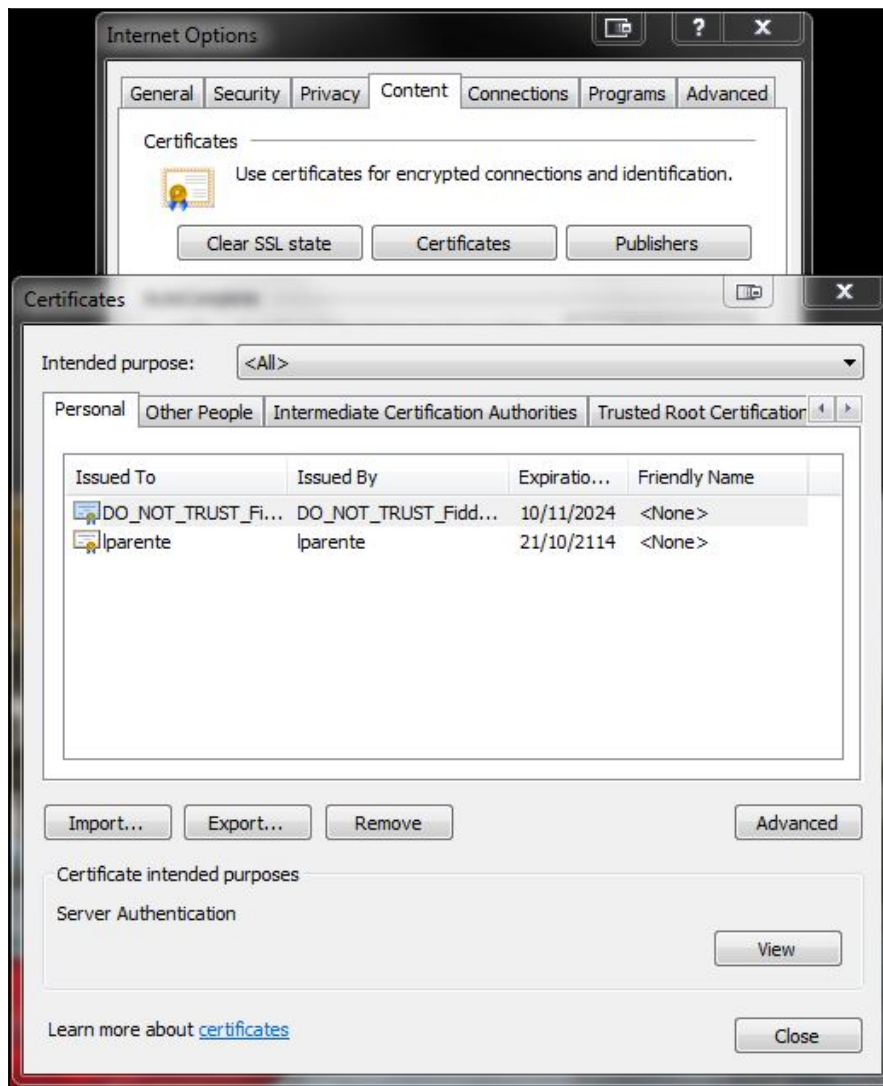 Internet Options
General Security Privacy Content Connections Programs Advanced
Certificates
Use certificates for encrypted connections and identification.
Clear SSL state Certificates Publishers
Certificates
Intended purpose: <All>
Personal Other People Intermediate Certification Authorities Trusted Root Certification
Issued To Issued By Expiratio... Friendly Name
DO_NOT_TRUST_Fi... DO_NOT_TRUST_Fidd... 10/11/2024 <None>
lparente lparente 21/10/2114 <None>
Import... Export... Remove Advanced
Certificate intended purposes
Server Authentication
View
Learn more about certificates
Close